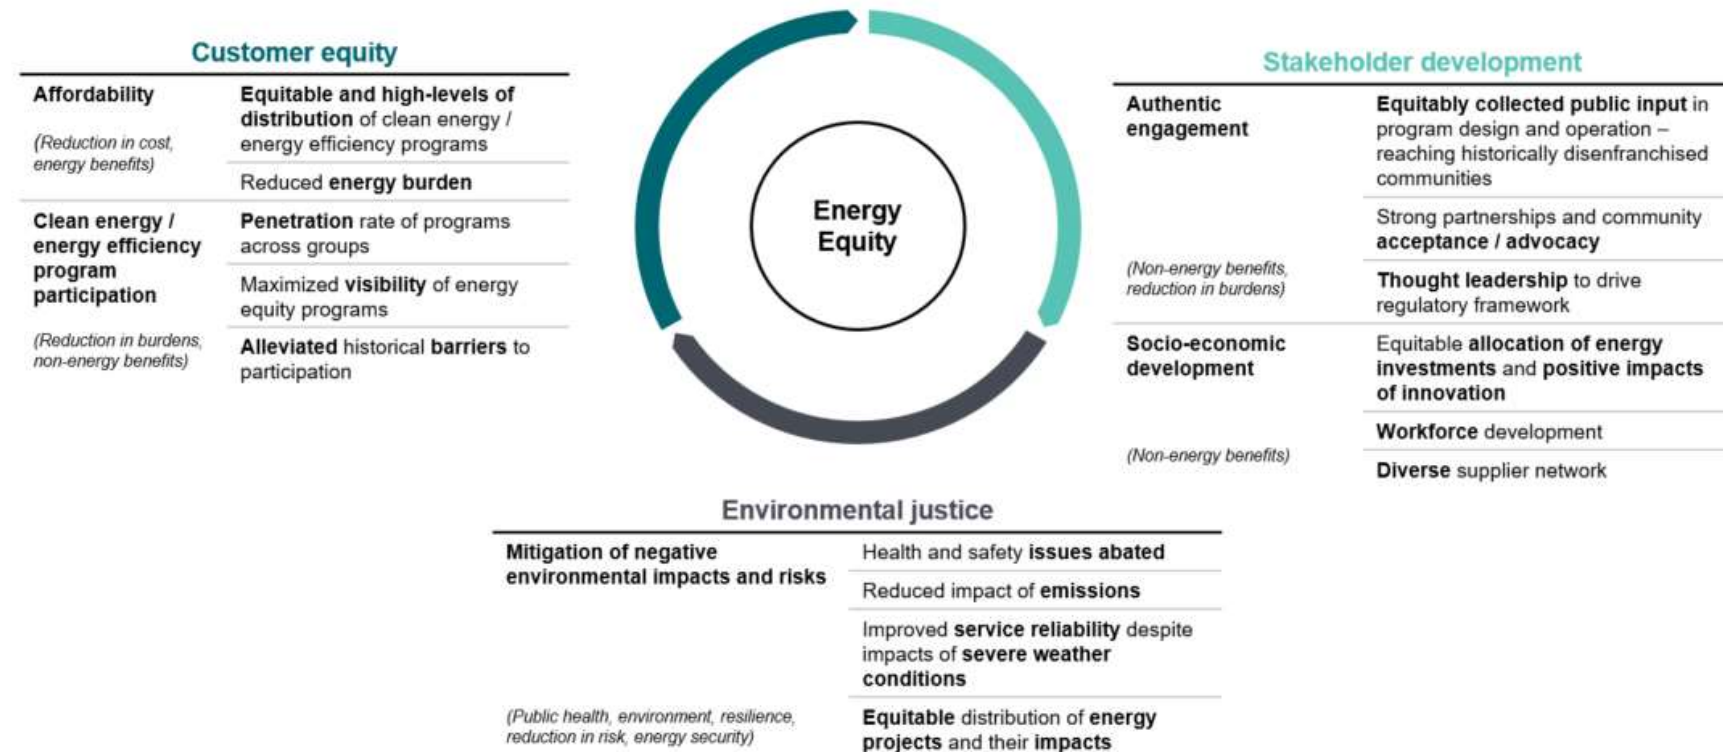 Customer equity
Affordability
(Reduction in cost,
energy benefits)
Equitable and high-levels of
distribution of clean energy /
energy efficiency programs
Reduced energy burden
Clean energy /
energy efficiency
program
participation
(Reduction in burdens,
non-energy benefits)
Penetration rate of programs
across groups
Maximized visibility of energy
equity programs
Alleviated historical barriers to
participation
Energy
Equity
Stakeholder development
Authentic
engagement
(Non-energy benefits,
reduction in burdens)
Equitably collected public input in
program design and operation –
reaching historically disenfranchised
communities
Strong partnerships and community
acceptance / advocacy
Thought leadership to drive
regulatory framework
Socio-economic
development
(Non-energy benefits)
Equitable allocation of energy
investments and positive impacts
of innovation
Workforce development
Diverse supplier network
Environmental justice
Mitigation of negative
environmental impacts and risks
(Public health, environment, resilience,
reduction in risk, energy security)
Health and safety issues abated
Reduced impact of emissions
Improved service reliability despite
impacts of severe weather
conditions
Equitable distribution of energy
projects and their impacts